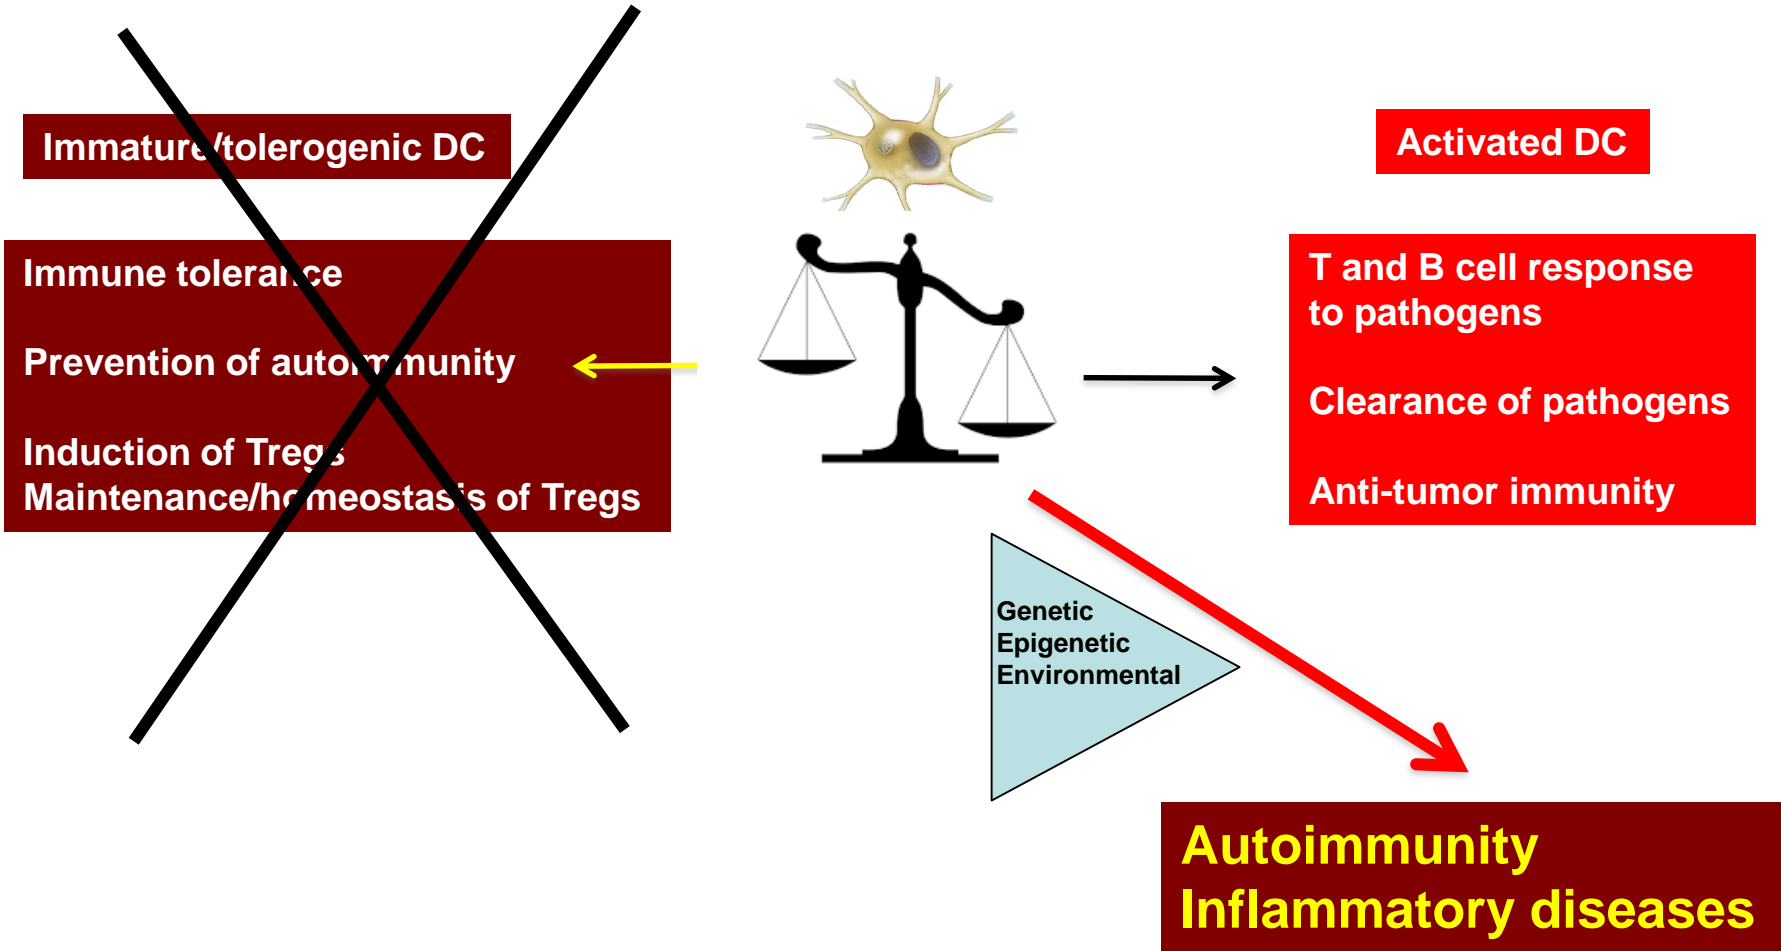 Immature/tolerogenic DC
Immune tolerance
Prevention of autoimmunity
Induction of Tregs
Maintenance/homeostasis of Tregs
Activated DC
T and B cell response
to pathogens
Clearance of pathogens
Anti-tumor immunity
Genetic
Epigenetic
Environmental
Autoimmunity
Inflammatory diseases